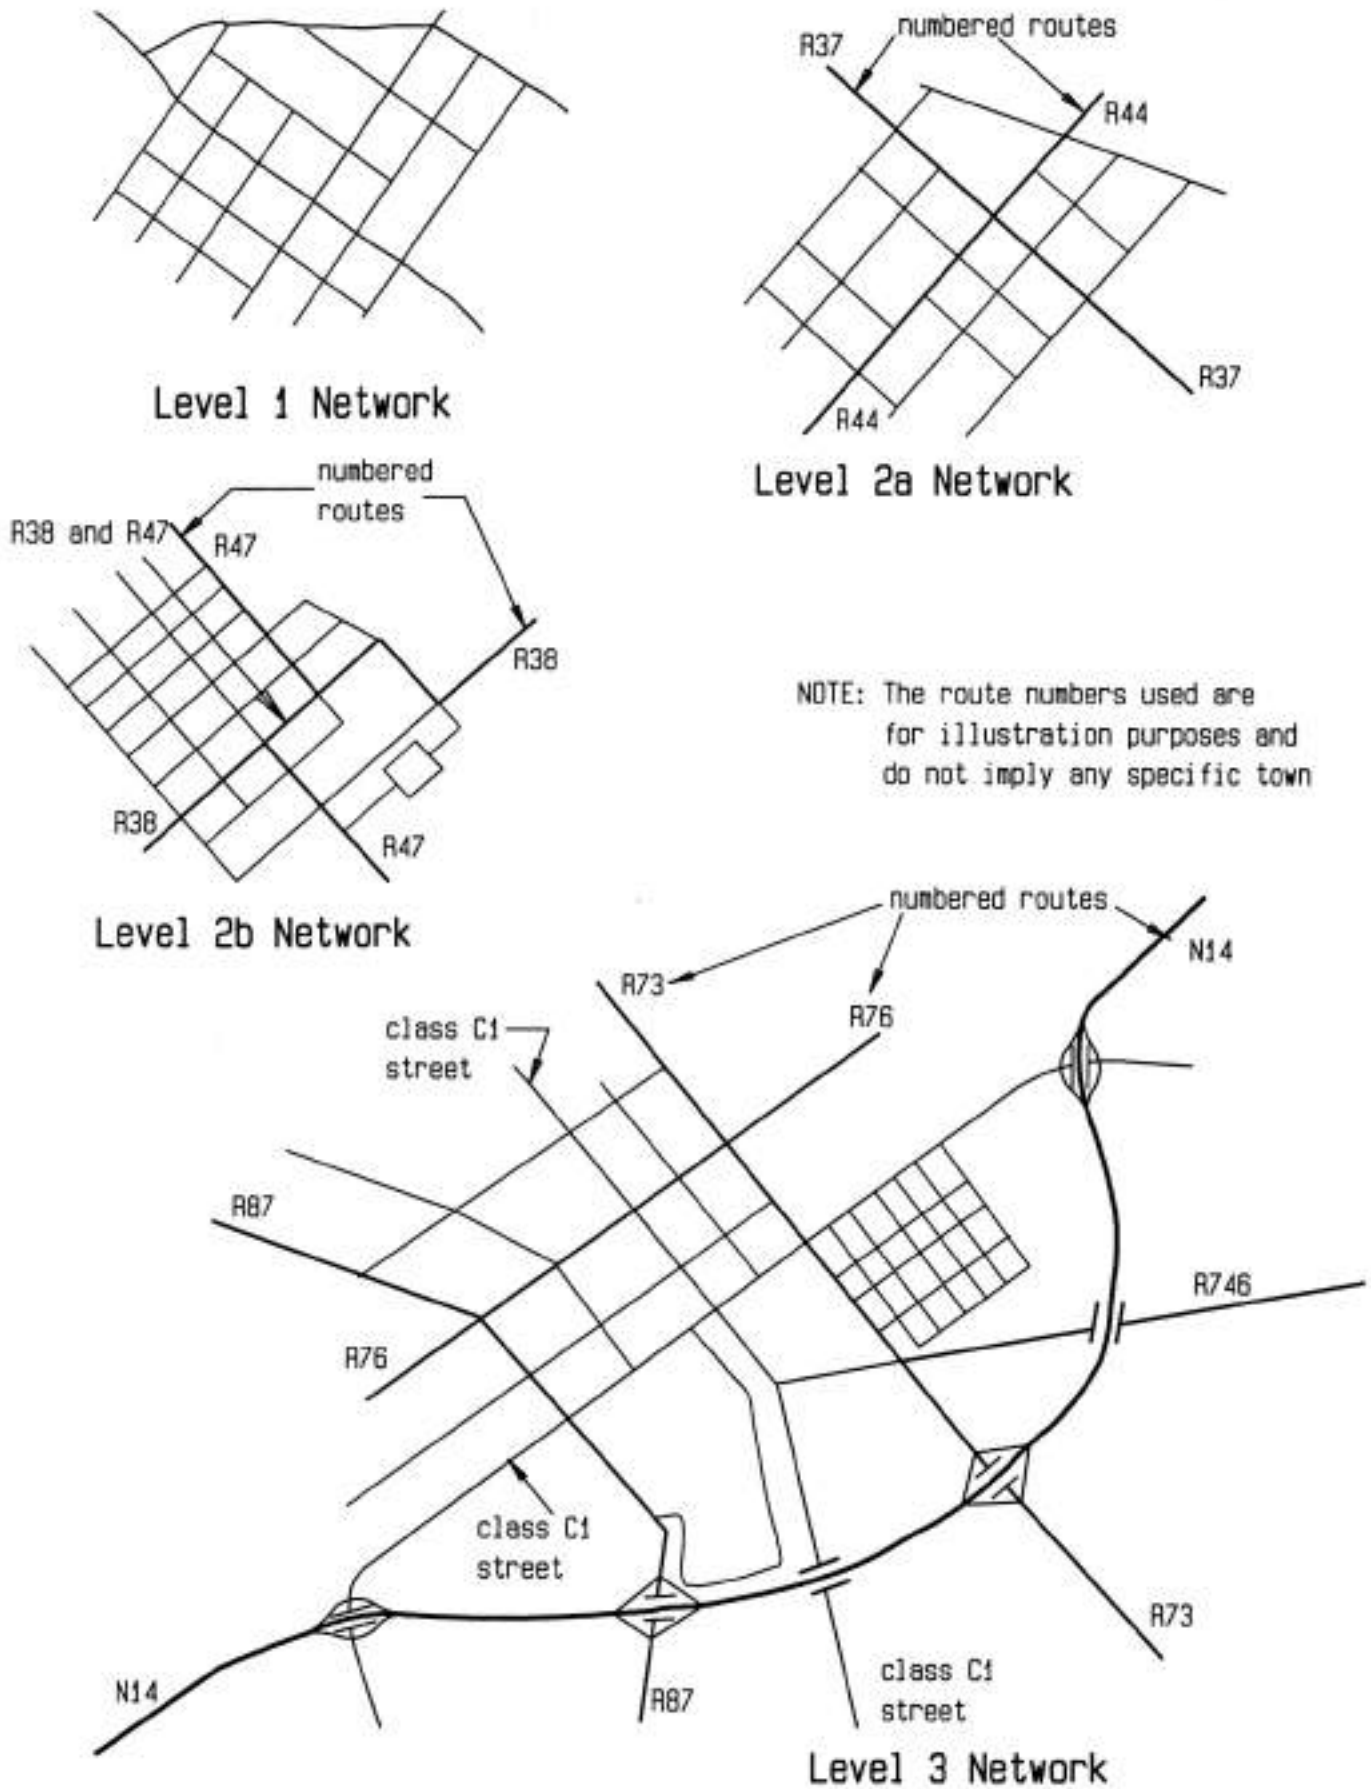 numbered routes
R37
R44
R37
R44
Level 1 Network
Level 2a Network
numbered
routes
R38 and R47
R47
R38
R38
R47
Level 2b Network
NOTE: The route numbers used are
for illustration purposes and
do not imply any specific town
numbered routes
N14
R73
R76
class C1
street
R87
R746
R76
class C1
street
R73
N14
R87
class C1
street
Level 3 Network